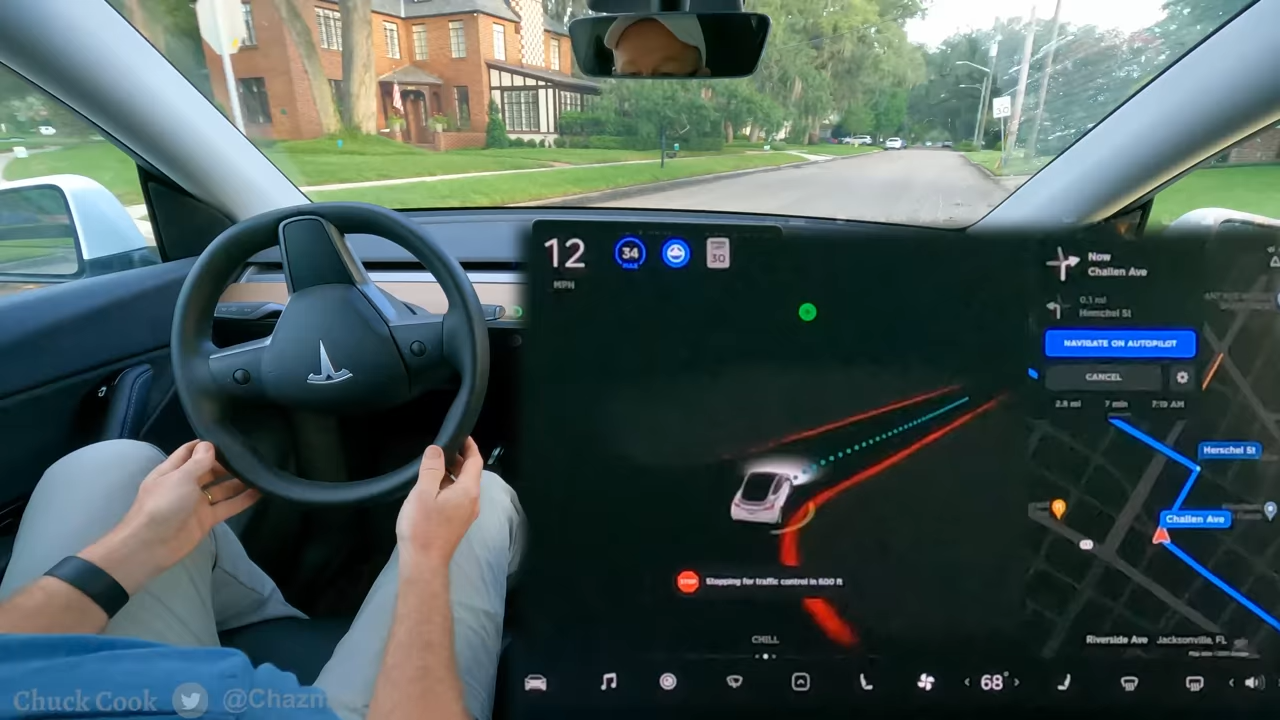 12
MPH
34
MAX
30
Now
Challen Ave
0.1 mi
Herschel St
NAVIGATE ON AUTOPILOT
CANCEL
2.8 mi 7 min 7:19 AM
Herschel St
Challen Ave
STOP Stopping for traffic control in 600 ft
CHILL
Riverside Ave Jacksonville, FL
68°
Chuck Cook @Chazm